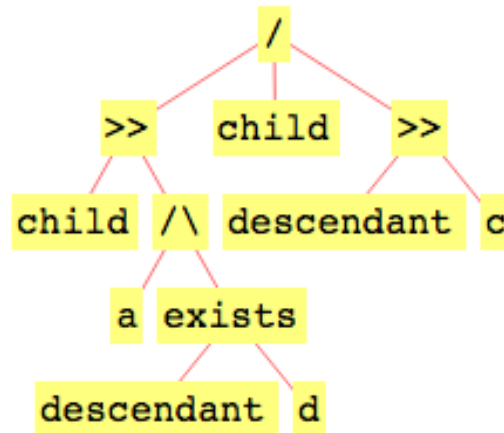 /
>> child >>
child /\ descendant c
a exists
descendant d